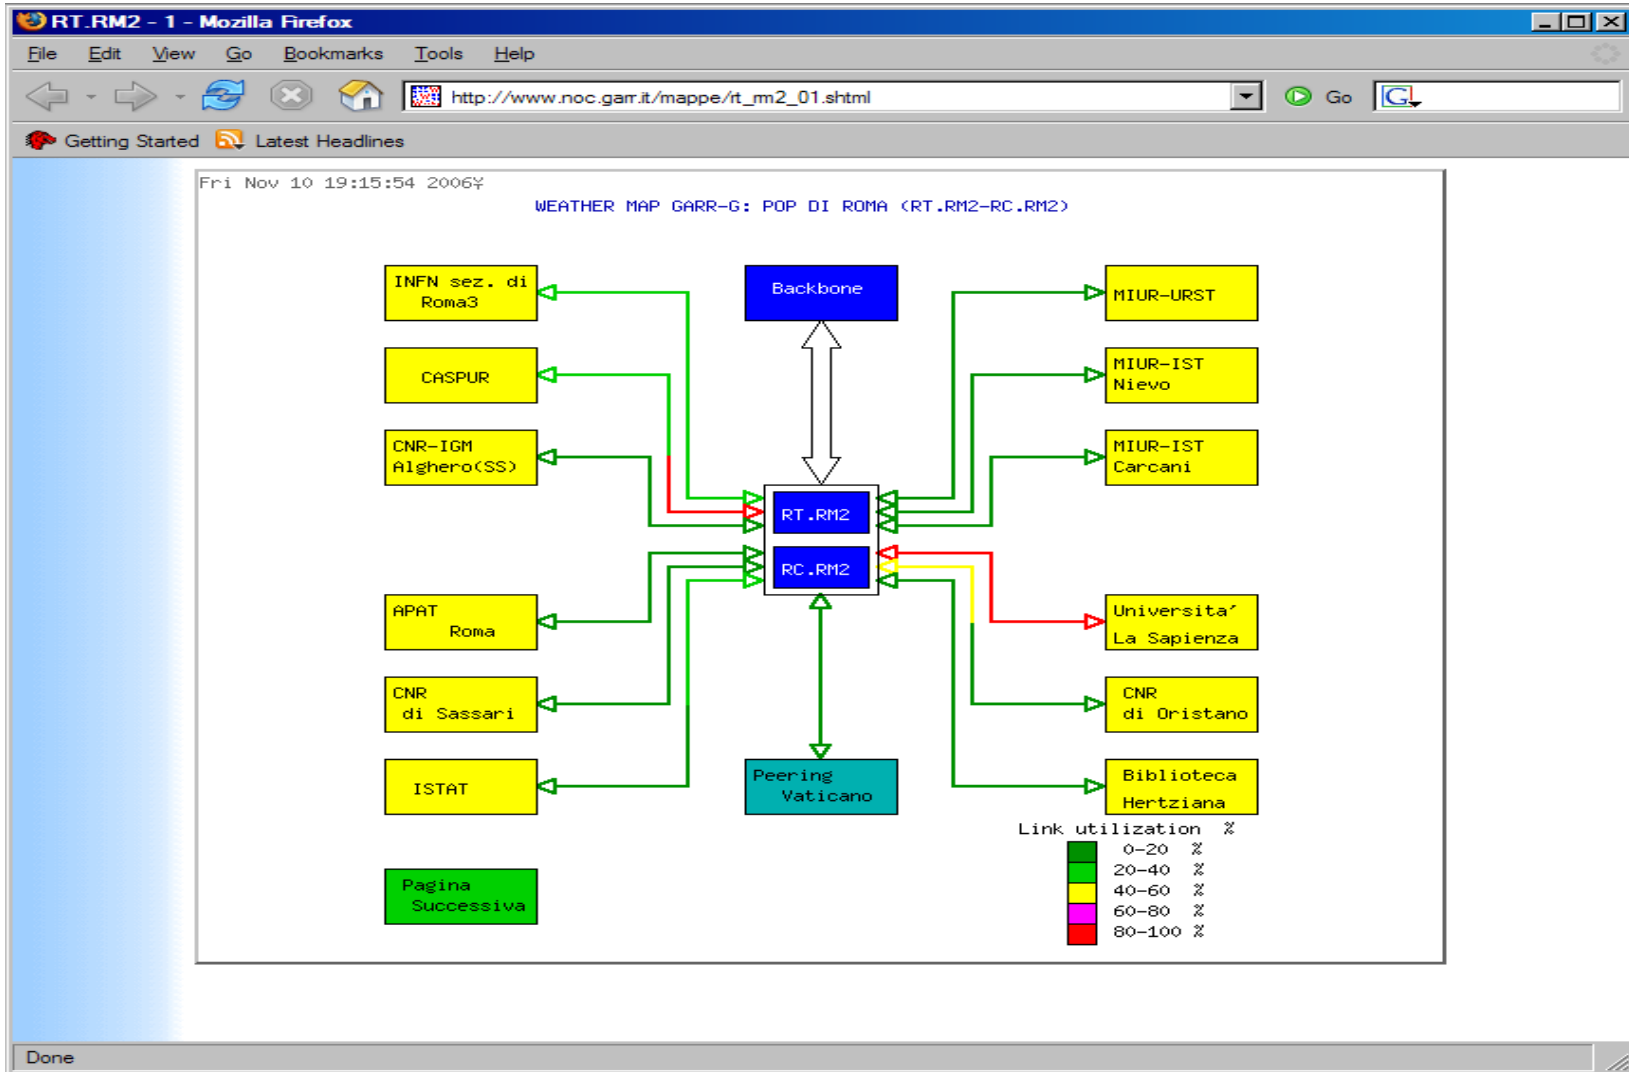 RT.RM2 - 1 - Mozilla Firefox
File Edit View Go Bookmarks Tools Help
http://www.noc.garr.it/mappe/rt_rm2_01.shtml
Go
G
Getting Started
Latest Headlines
Fri Nov 10 19:15:54 2006¥
WEATHER MAP GARR-G: POP DI ROMA (RT.RM2-RC.RM2)
INFN sez. di
Roma3
Backbone
MIUR-URST
CASPUR
MIUR-IST
Nievo
CNR-IGM
Alghero(SS)
MIUR-IST
Carcani
RT.RM2
RC.RM2
APAT
Roma
Universita´
La Sapienza
CNR
di Sassari
CNR
di Oristano
ISTAT
Peering
Vaticano
Biblioteca
Hertziana
Link utilization %
0-20 %
20-40 %
40-60 %
60-80 %
80-100 %
Pagina
Successiva
Done